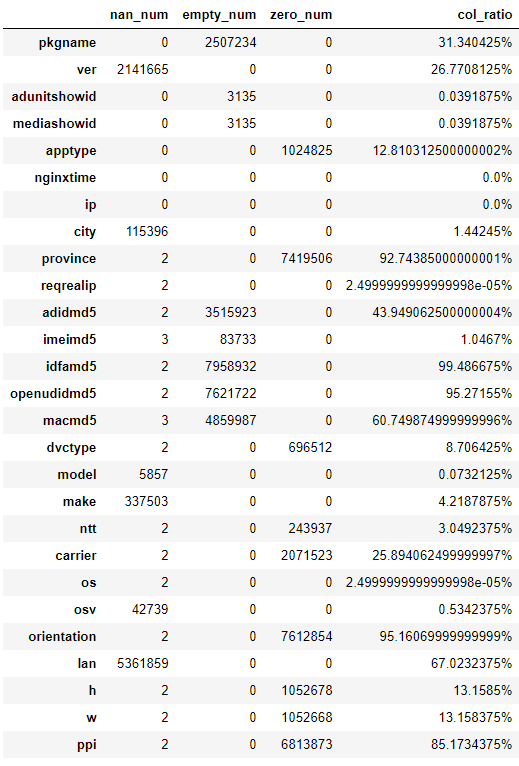 nan_num empty_num zero_num col_ratio
pkgname 0 2507234 0 31.340425%
ver 2141665 0 0 26.7708125%
adunitshowid 0 3135 0 0.0391875%
mediashowid 0 3135 0 0.0391875%
apptype 0 0 1024825 12.810312500000002%
nginxtime 0 0 0 0.0%
ip 0 0 0 0.0%
city 115396 0 0 1.44245%
province 2 0 7419506 92.74385000000001%
reqrealip 2 0 0 2.4999999999999998e-05%
adidmd5 2 3515923 0 43.949062500000004%
imeimd5 3 83733 0 1.0467%
idfamd5 2 7958932 0 99.486675%
openudidmd5 2 7621722 0 95.27155%
macmd5 3 4859987 0 60.749874999999996%
dvctype 2 0 696512 8.706425%
model 5857 0 0 0.0732125%
make 337503 0 0 4.2187875%
ntt 2 0 243937 3.0492375%
carrier 2 0 2071523 25.894062499999997%
os 2 0 0 2.4999999999999998e-05%
osv 42739 0 0 0.5342375%
orientation 2 0 7612854 95.16069999999999%
lan 5361859 0 0 67.0232375%
h 2 0 1052678 13.1585%
w 2 0 1052668 13.158375%
ppi 2 0 6813873 85.1734375%